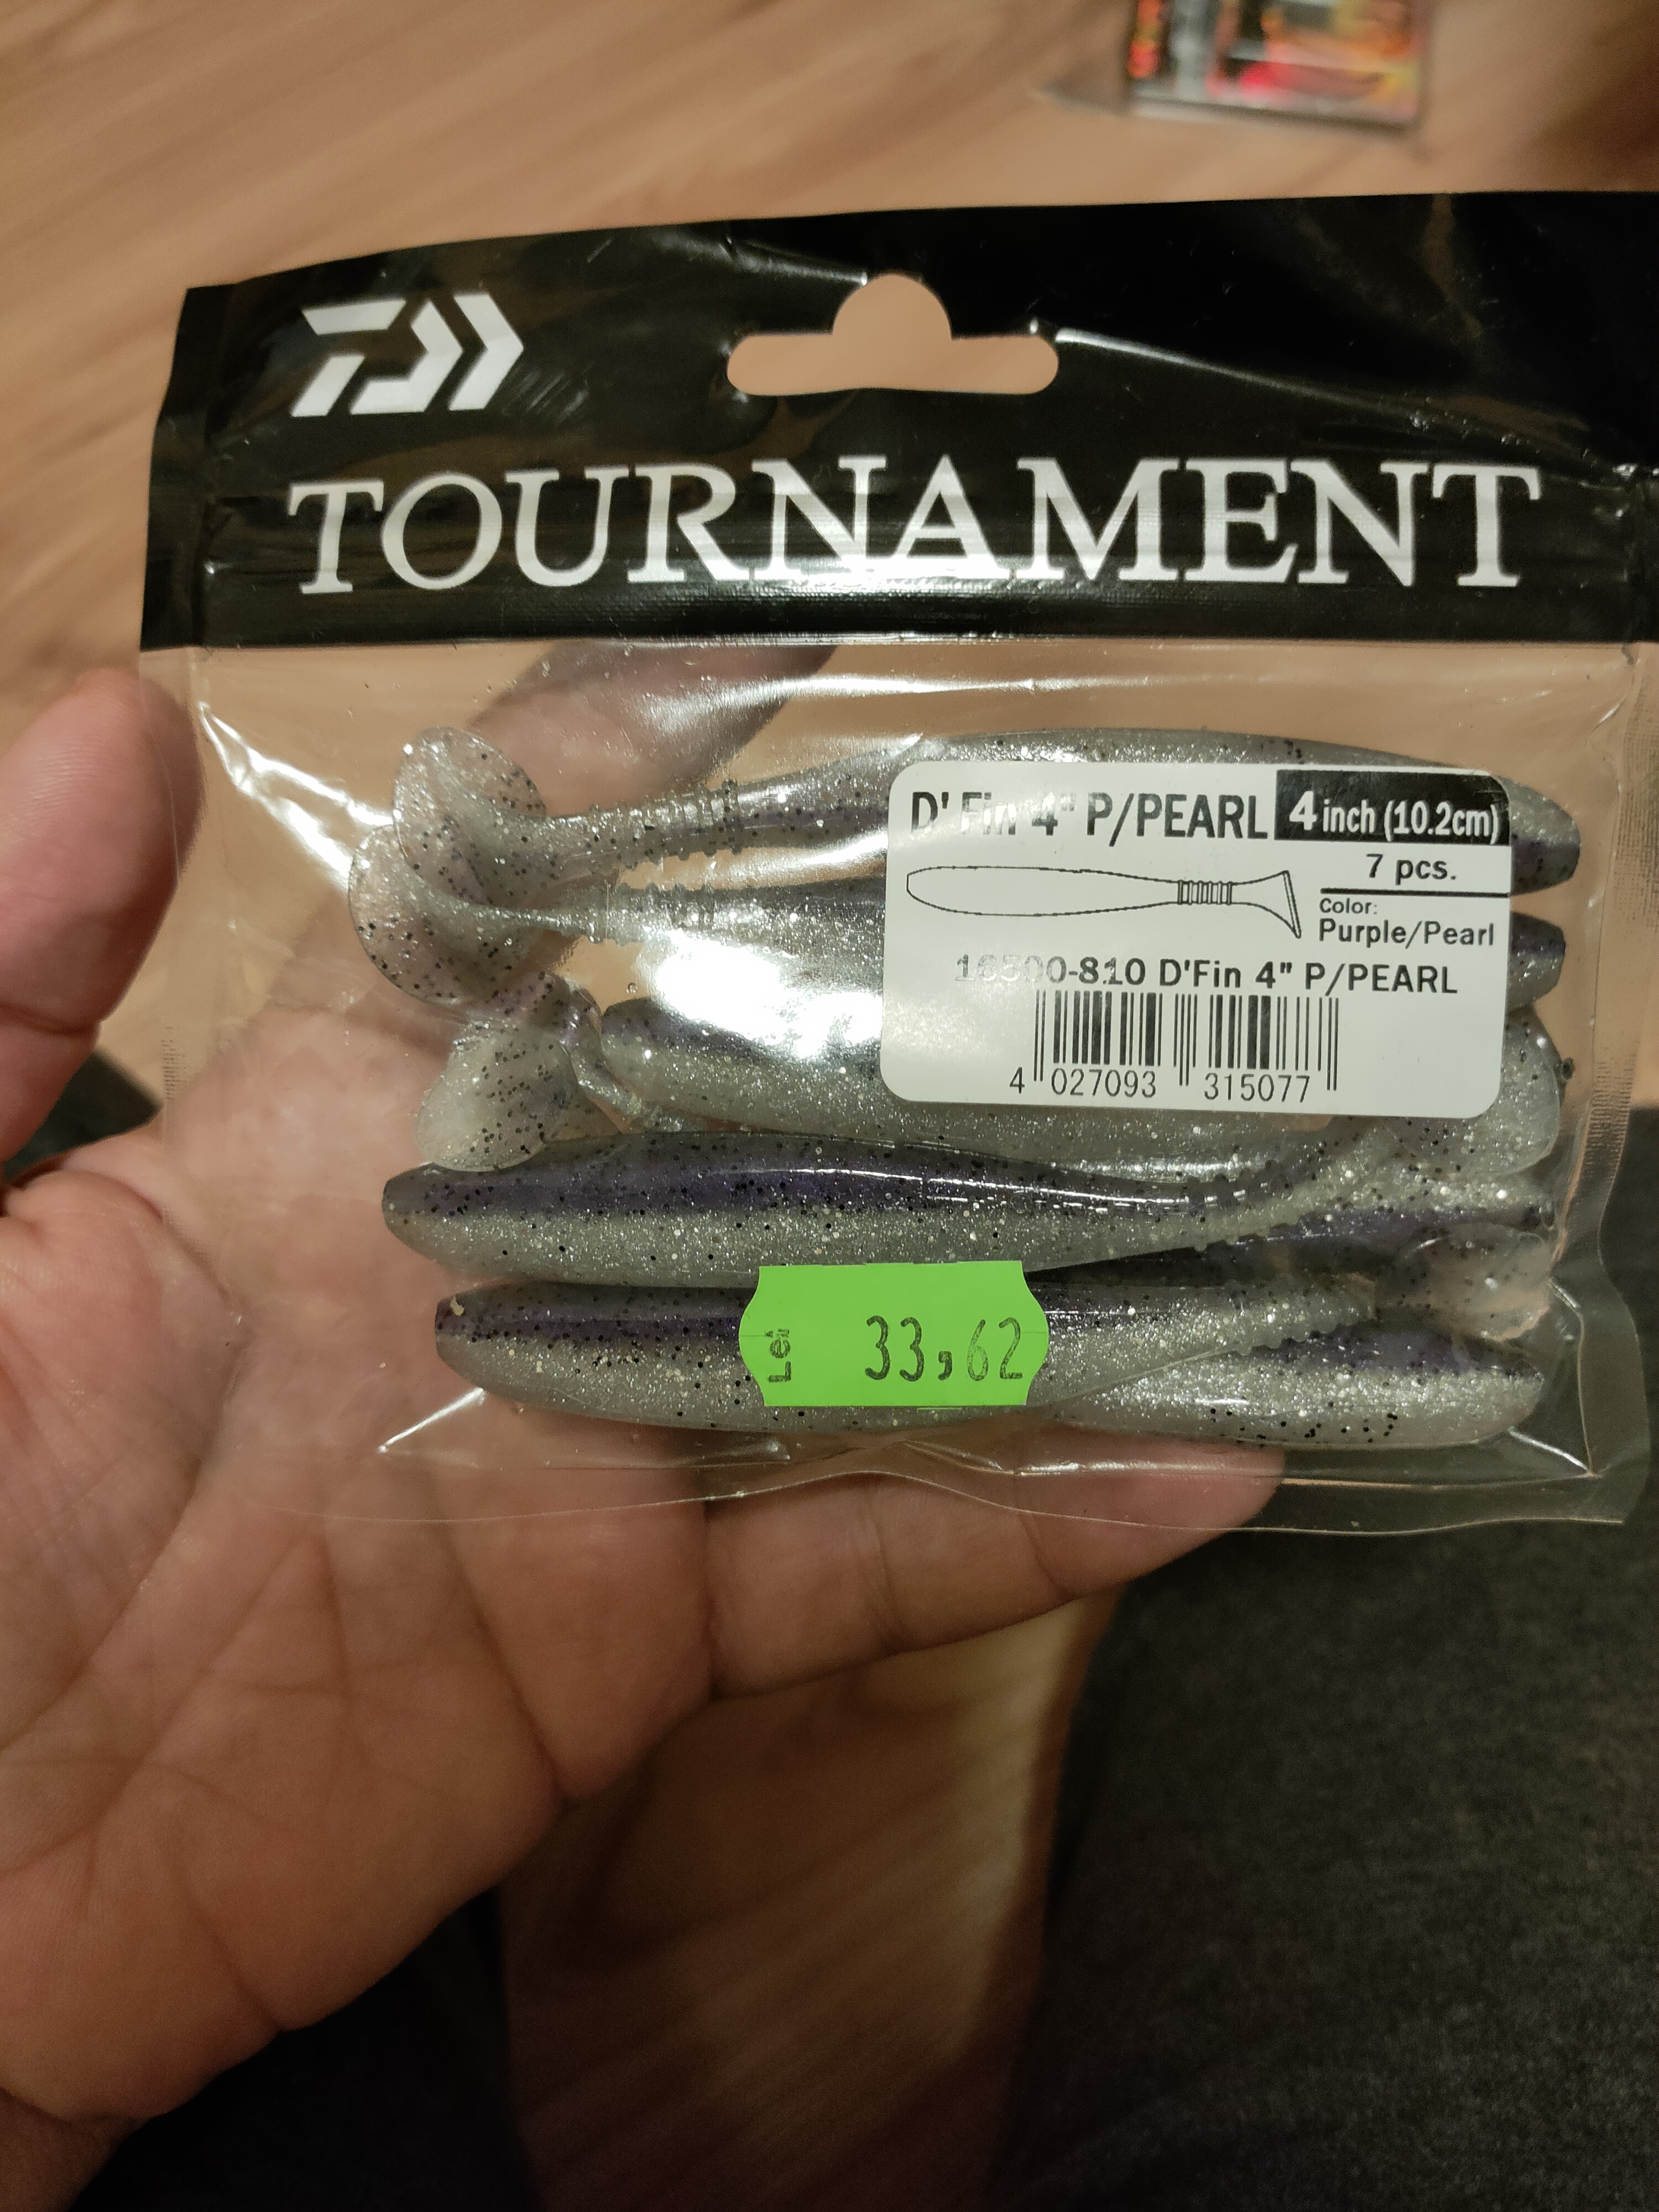 TOURNAMENT
D' Fin 4" P/PEARL
4 inch (10.2cm)
7 pcs.
Color:
Purple/Pearl
16500-810 D'Fin 4" P/PEARL
4 027093 315077
Lei 33,62